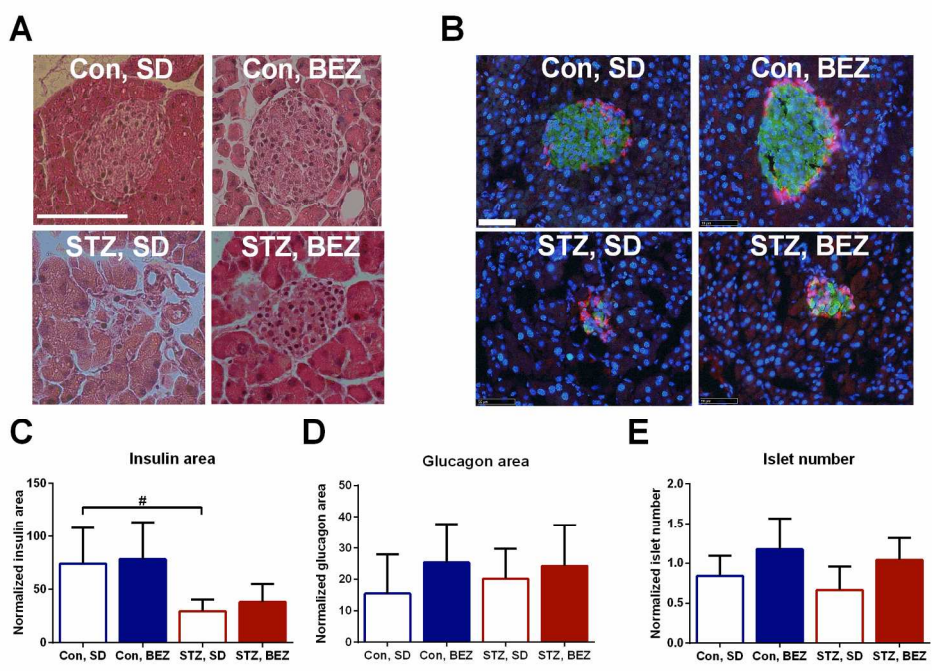 A
B
Con, SD
Con, BEZ
Con, SD
Con, BEZ
STZ, SD
STZ, BEZ
STZ, SD
STZ, BEZ
C
D
E
Insulin area
Glucagon area
Islet number
Normalized insulin area
150
100
50
0
#
Con, SD
Con, BEZ
STZ, SD
STZ, BEZ
Normalized glucagon area
50
40
30
20
10
0
Con, SD
Con, BEZ
STZ, SD
STZ, BEZ
Normalized islet number
2.0
1.5
1.0
0.5
0.0
Con, SD
Con, BEZ
STZ, SD
STZ, BEZ